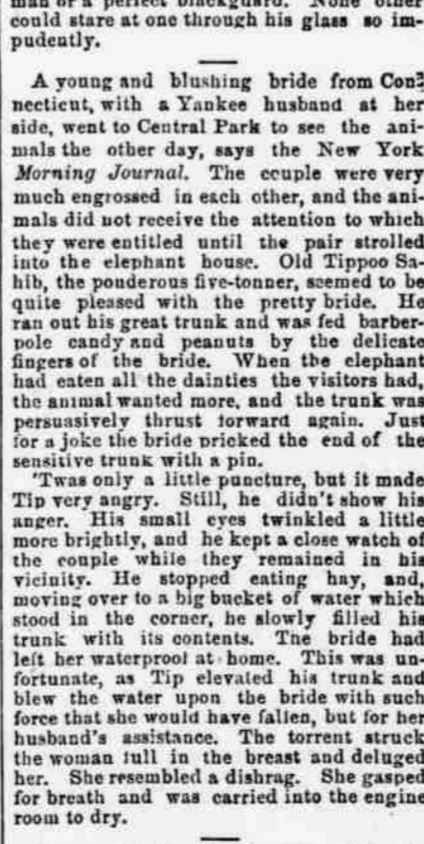 man or a perfect blackguard. None other
could stare at one through his glass so im-
pudently.
A young and blushing bride from Con-
necticut, with a Yankee husband at her
side, went to Central Park to see the ani-
mals the other day, says the New York
Morning Journal. The couple were very
much engrossed in each other, and the ani-
mals did not receive the attention to which
they were entitled until the pair strolled
into the elephant house. Old Tippoo Sa-
hib, the ponderous five-tonner, seemed to be
quite pleased with the pretty bride. He
ran out his great trunk and was fed barber-
pole candy and peanuts by the delicate
fingers of the bride. When the elephant
had eaten all the dainties the visitors had,
the animal wanted more, and the trunk was
persuasively thrust forward again. Just
for a joke the bride pricked the end of the
sensitive trunk with a pin.
'Twas only a little puncture, but it made
Tip very angry. Still, he didn't show his
anger. His small eyes twinkled a little
more brightly, and he kept a close watch of
the couple while they remained in his
vicinity. He stopped eating hay, and,
moving over to a big bucket of water which
stood in the corner, he slowly filled his
trunk with its contents. The bride had
left her waterproof at home. This was un-
fortunate, as Tip elevated his trunk and
blew the water upon the bride with such
force that she would have fallen, but for her
husband's assistance. The torrent struck
the woman full in the breast and deluged
her. She resembled a dishrag. She gasped
for breath and was carried into the engine
room to dry.